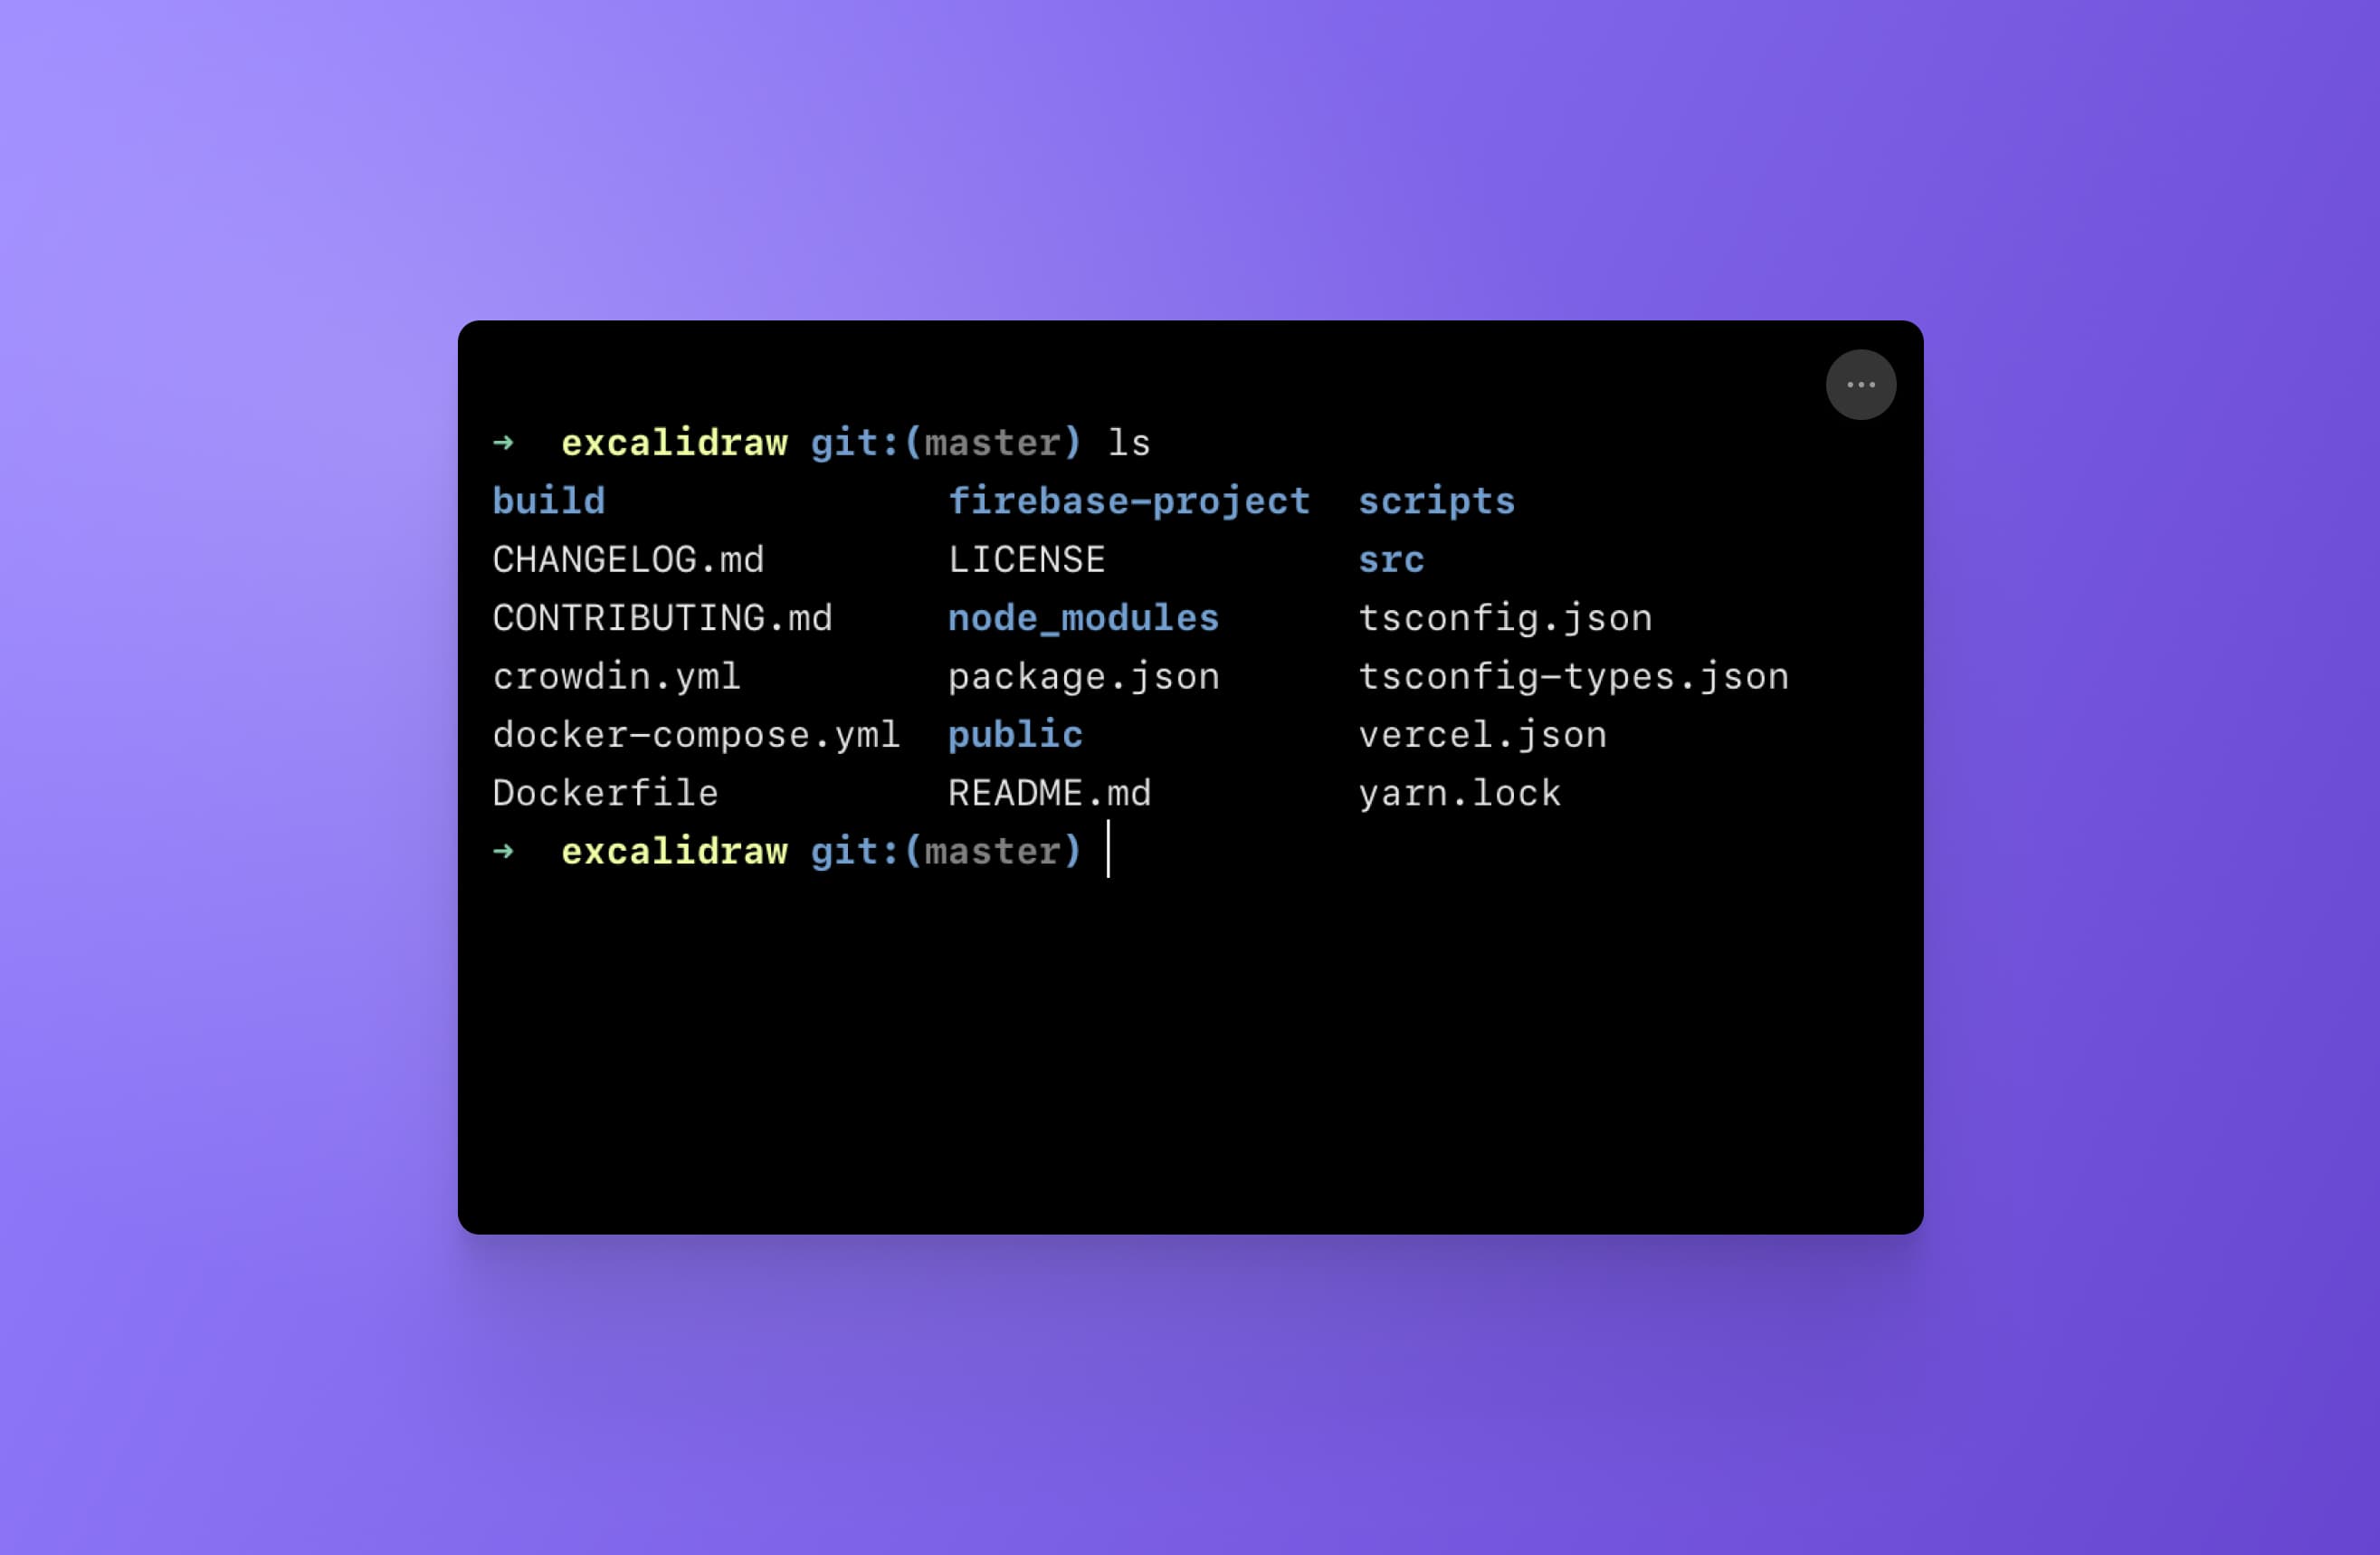 ➜  excalidraw git:(master) ls
build               firebase-project  scripts
CHANGELOG.md        LICENSE           src
CONTRIBUTING.md     node_modules      tsconfig.json
crowdin.yml         package.json      tsconfig-types.json
docker-compose.yml  public            vercel.json
Dockerfile          README.md         yarn.lock
➜  excalidraw git:(master)